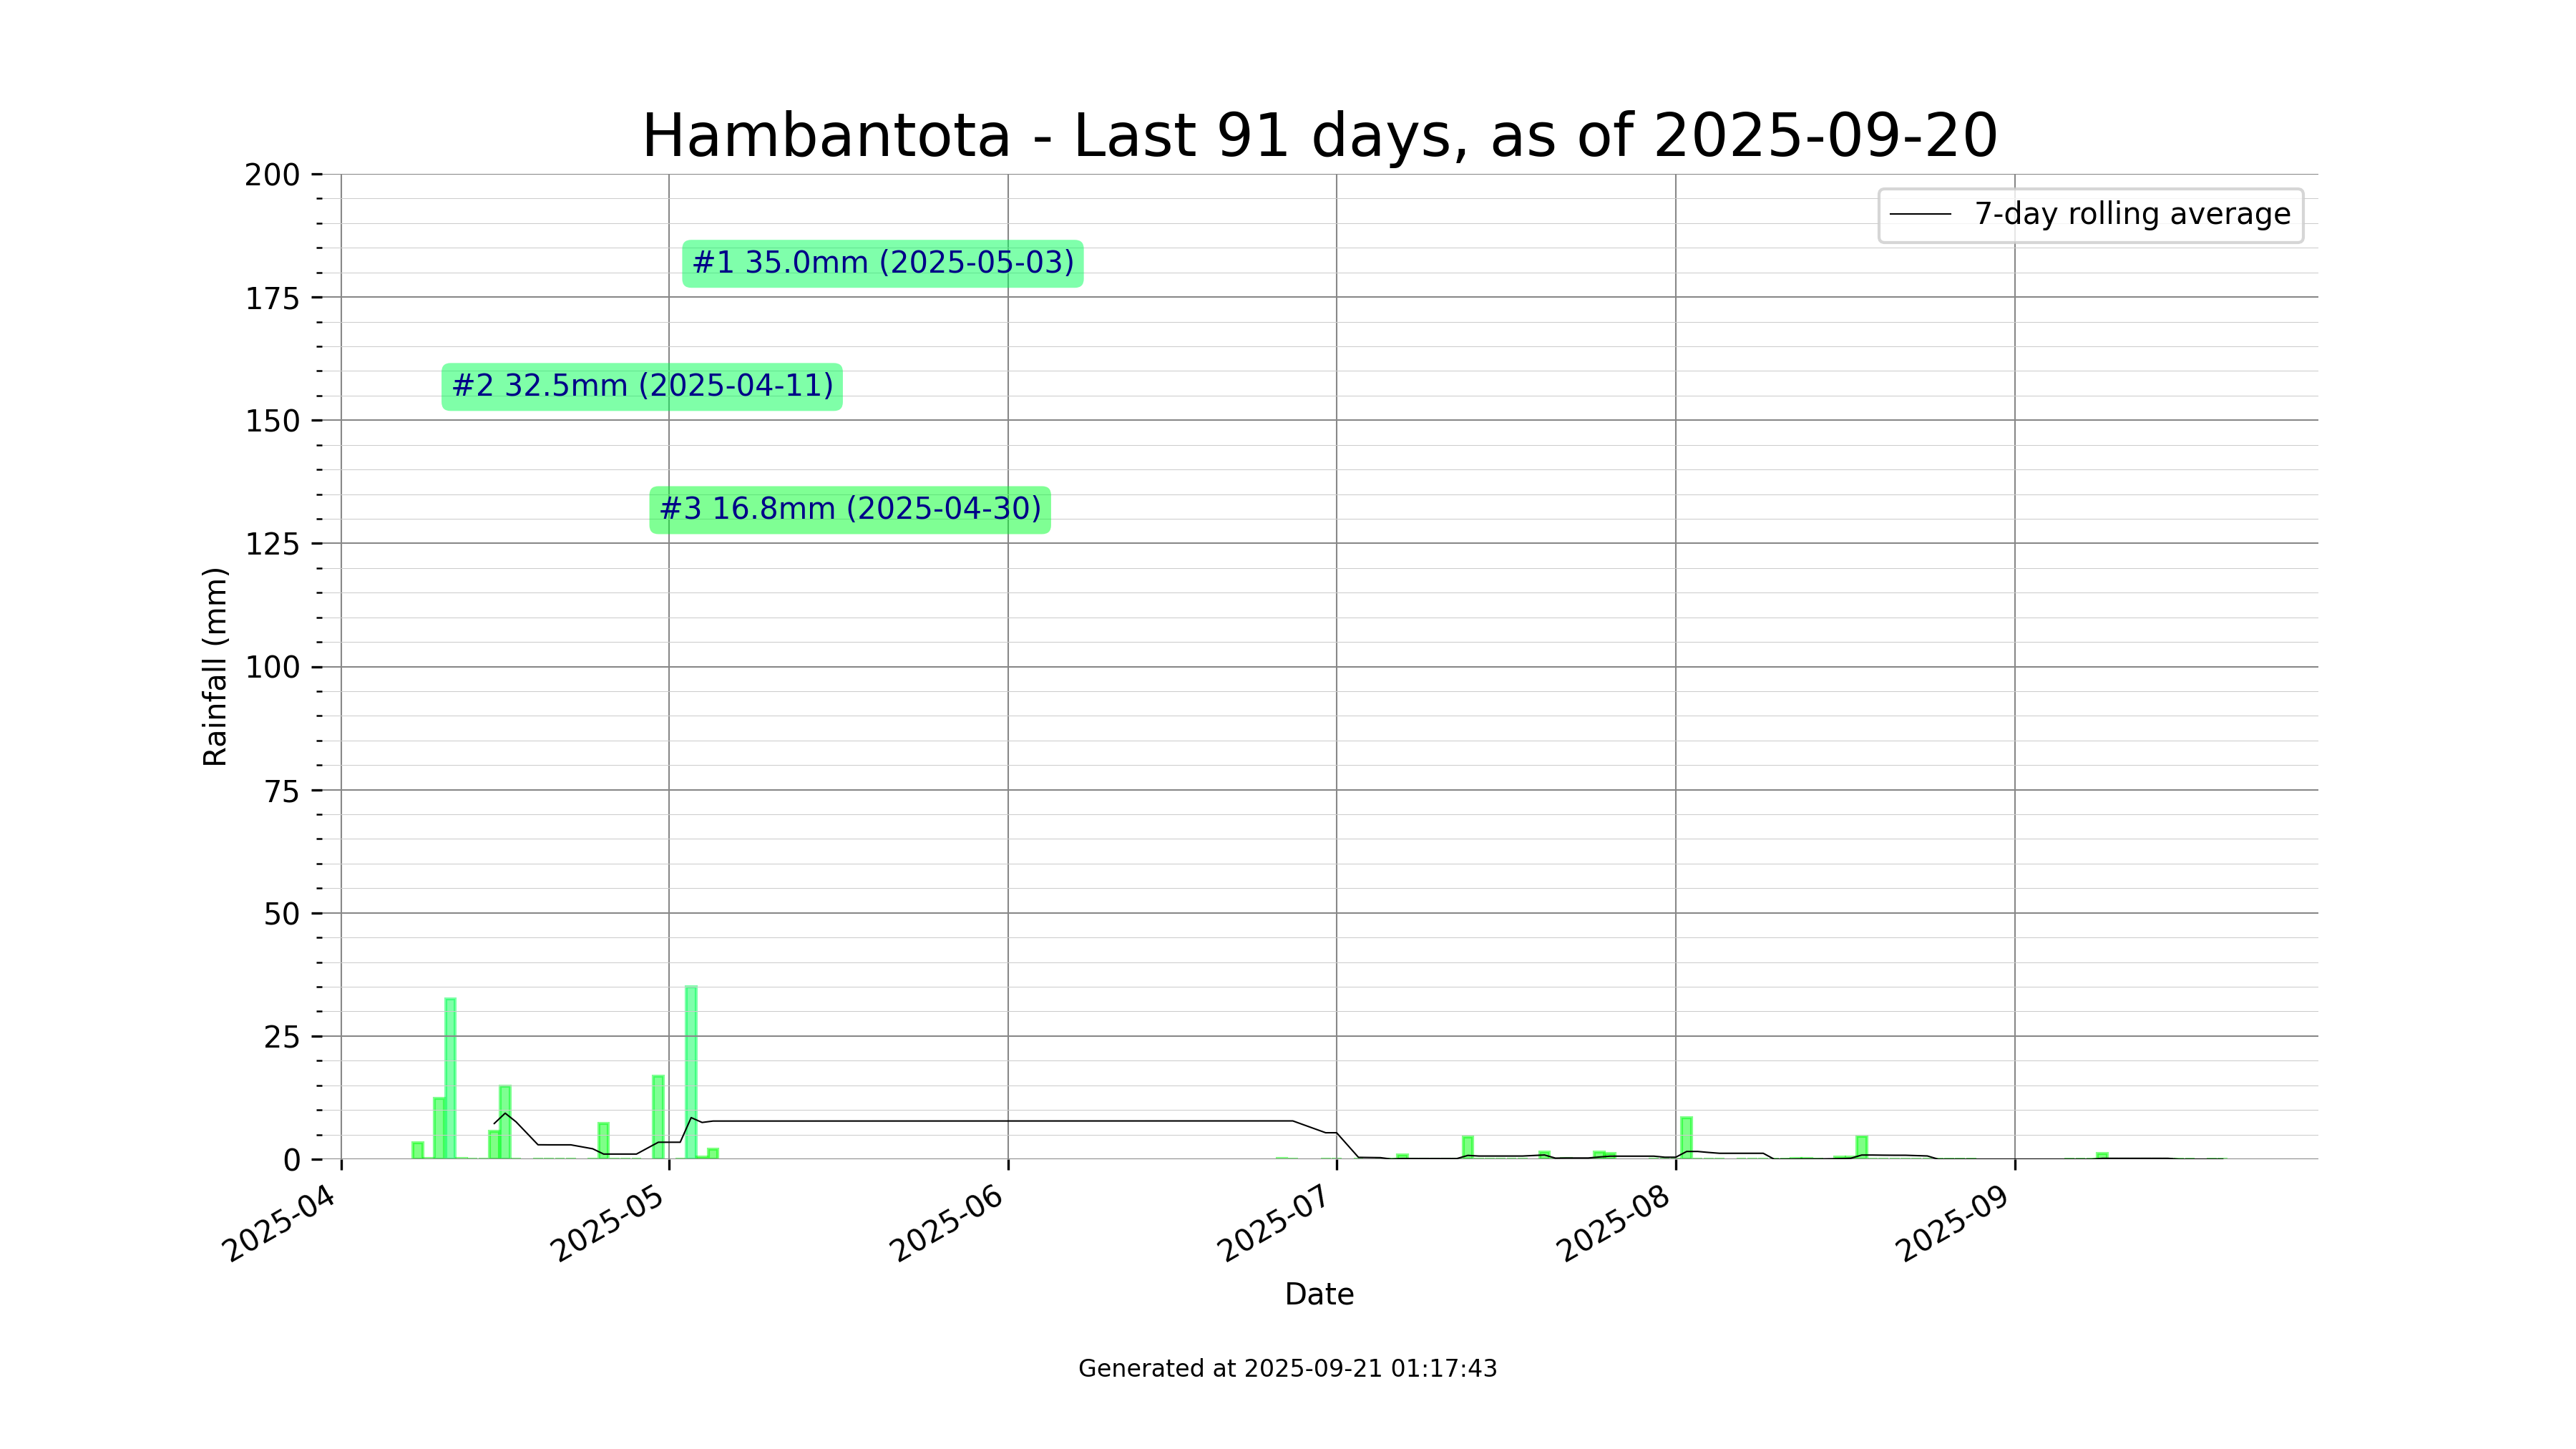 Hambantota - Last 91 days, as of 2025-09-20
200
175
150
125
100
75
50
25
0
Rainfall (mm)
7-day rolling average
#1 35.0mm (2025-05-03)
#2 32.5mm (2025-04-11)
#3 16.8mm (2025-04-30)
2025-04
2025-05
2025-06
2025-07
2025-08
2025-09
Date
Generated at 2025-09-21 01:17:43